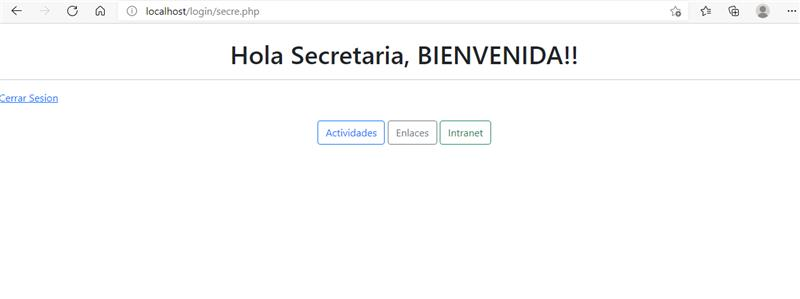 localhost/login/secre.php
Hola Secretaria, BIENVENIDA!!
Cerrar Sesion
Actividades Enlaces Intranet